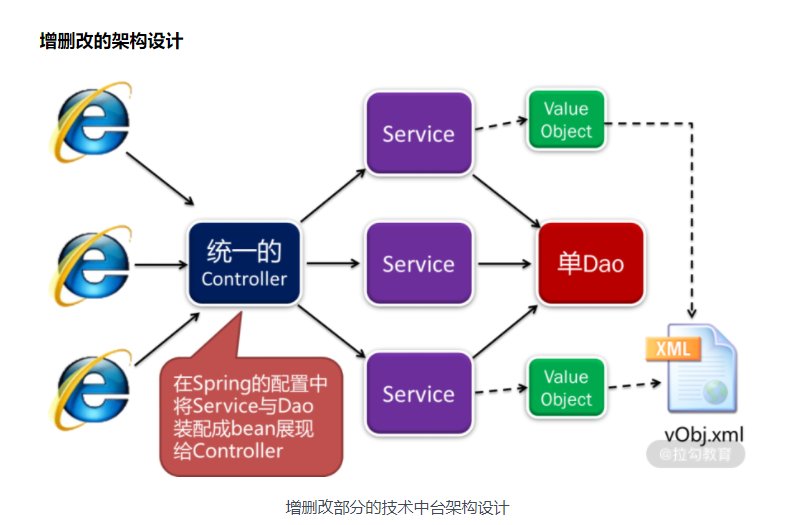 增删改的架构设计
Service
Value
Object
统一的
Controller
Service
单Dao
XML
在Spring的配置中
将Service与Dao
装配成bean展现
给Controller
Service
Value
Object
vObj.xml
@拉勾教育
增删改部分的技术中台架构设计